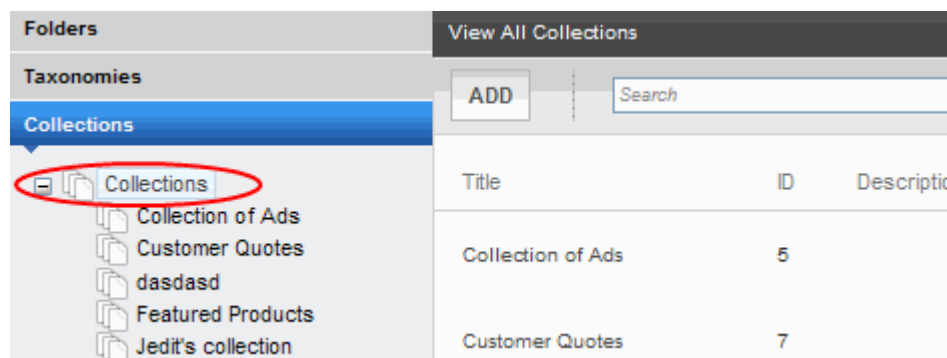 Folders
Taxonomies
Collections
Collections
Collection of Ads
Customer Quotes
dasdasd
Featured Products
Jedit's collection
View All Collections
ADD
Search
Title ID Descriptio
Collection of Ads 5
Customer Quotes 7